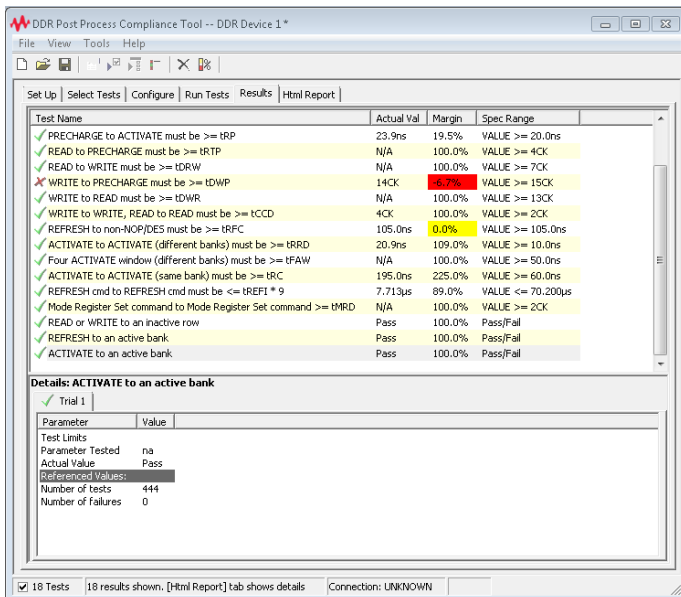 DDR Post Process Compliance Tool -- DDR Device 1*
File View Tools Help
Set Up Select Tests Configure Run Tests Results Html Report
Test Name Actual Val Margin Spec Range
PRECHARGE to ACTIVATE must be >= tRP 23.9ns 19.5% VALUE >= 20.0ns
READ to PRECHARGE must be >= tRTP N/A 100.0% VALUE >= 4CK
READ to WRITE must be >= tDRW N/A 100.0% VALUE >= 7CK
WRITE to PRECHARGE must be >= tDWP 14CK -6.7% VALUE >= 15CK
WRITE to READ must be >= tDWR N/A 100.0% VALUE >= 13CK
WRITE to WRITE, READ to READ must be >= tCCD 4CK 100.0% VALUE >= 2CK
REFRESH to non-NOP/DES must be >= tRFC 105.0ns 0.0% VALUE >= 105.0ns
ACTIVATE to ACTIVATE (different banks) must be >= tRRD 20.9ns 109.0% VALUE >= 10.0ns
Four ACTIVATE window (different banks) must be >= tFAW N/A 100.0% VALUE >= 50.0ns
ACTIVATE to ACTIVATE (same bank) must be >= tRC 195.0ns 225.0% VALUE >= 60.0ns
REFRESH cmd to REFRESH cmd must be <= tREFI * 9 7.713µs 89.0% VALUE <= 70.200µs
Mode Register Set command to Mode Register Set command >= tMRD N/A 100.0% VALUE >= 2CK
READ or WRITE to an inactive row Pass 100.0% Pass/Fail
REFRESH to an active bank Pass 100.0% Pass/Fail
ACTIVATE to an active bank Pass 100.0% Pass/Fail
Details: ACTIVATE to an active bank
Trial 1
Parameter Value
Test Limits
Parameter Tested na
Actual Value Pass
Referenced Values:
Number of tests 444
Number of failures 0
18 Tests 18 results shown. [Html Report] tab shows details Connection: UNKNOWN